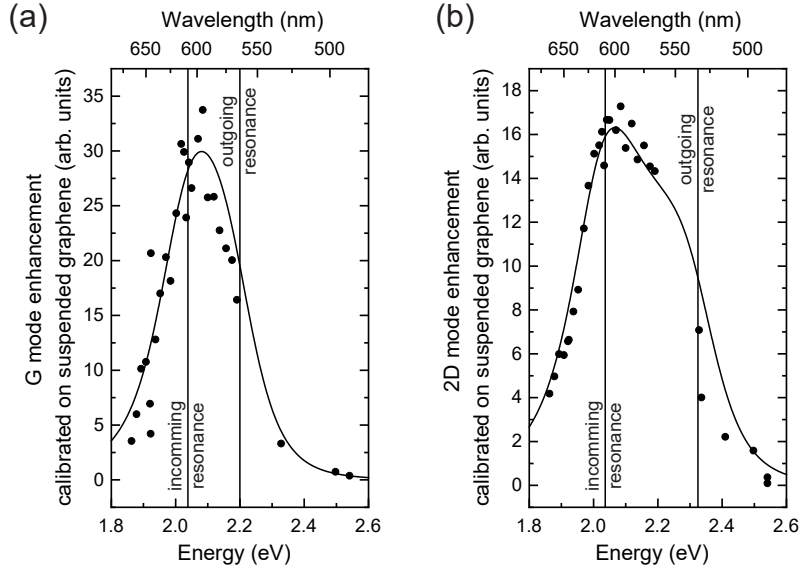 (a)
Wavelength (nm)
650 600 550 500
G mode enhancement
calibrated on suspended graphene (arb. units)
35
30
25
20
15
10
5
0
outgoing
resonance
incomming
resonance
1.8 2.0 2.2 2.4 2.6
Energy (eV)
(b)
Wavelength (nm)
650 600 550 500
2D mode enhancement
calibrated on suspended graphene (arb. units)
18
16
14
12
10
8
6
4
2
0
outgoing
resonance
incomming
resonance
1.8 2.0 2.2 2.4 2.6
Energy (eV)